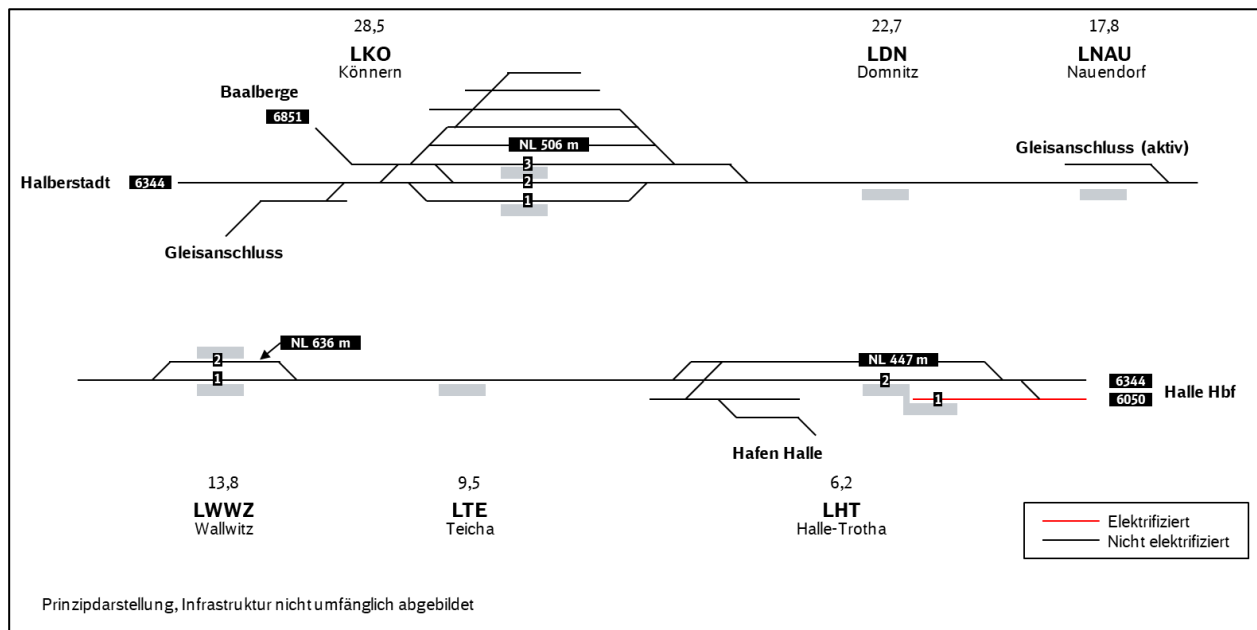 28,5
LKO
Könnern
22,7
LDN
Domnitz
17,8
LNAU
Nauendorf
Baalberge
6851
NL 506 m
3
Gleisanschluss (aktiv)
Halberstadt 6344
2
1
Gleisanschluss
NL 636 m
2
1
NL 447 m
2
6344
Halle Hbf
1
6050
Hafen Halle
13,8
LWWZ
Wallwitz
9,5
LTE
Teicha
6,2
LHT
Halle-Trotha
Elektrifiziert
Nicht elektrifiziert
Prinzipdarstellung, Infrastruktur nicht umfänglich abgebildet